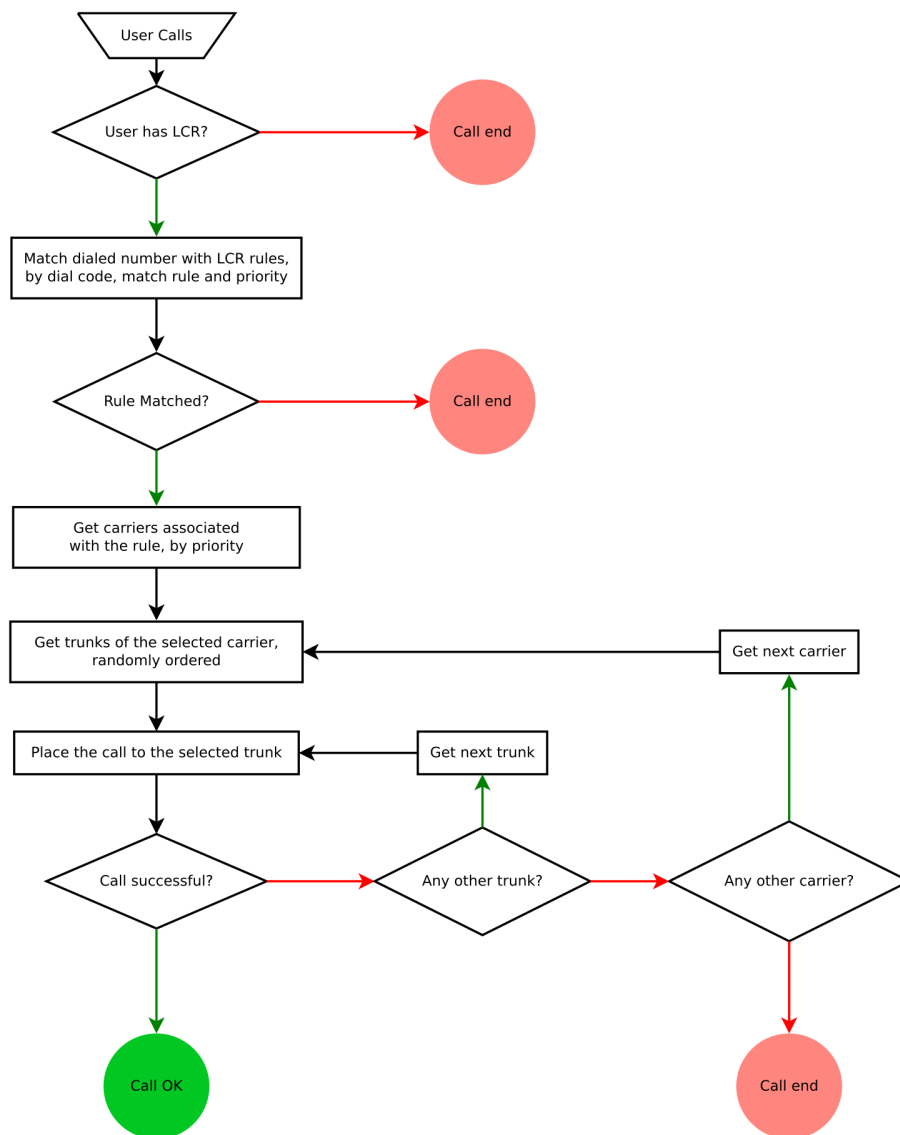 User Calls
User has LCR?
Call end
Match dialed number with LCR rules,
by dial code, match rule and priority
Rule Matched?
Call end
Get carriers associated
with the rule, by priority
Get trunks of the selected carrier,
randomly ordered
Get next carrier
Place the call to the selected trunk
Get next trunk
Call successful?
Any other trunk?
Any other carrier?
Call OK
Call end